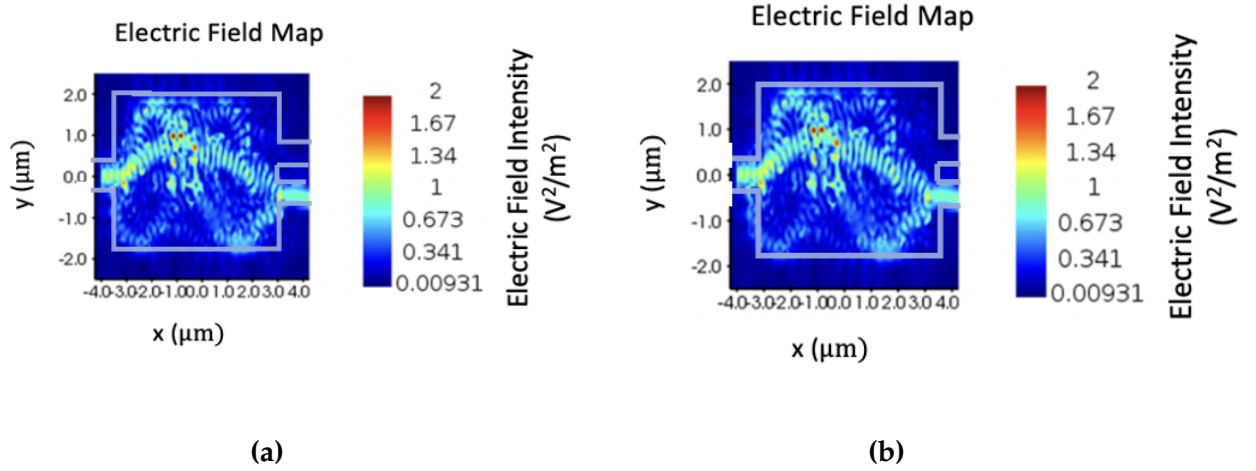 Electric Field Map
2.0
1.0
0.0
-1.0
-2.0
y (μm)
-4.0-3.0-2.0-1.00.0 1.0 2.0 3.0 4.0
x (μm)
2
1.67
1.34
1
0.673
0.341
0.00931
Electric Field Intensity
(V²/m²)
(a)
Electric Field Map
2.0
1.0
0.0
-1.0
-2.0
y (μm)
-4.0-3.0-2.0-1.00.0 1.0 2.0 3.0 4.0
x (μm)
2
1.67
1.34
1
0.673
0.341
0.00931
Electric Field Intensity
(V²/m²)
(b)